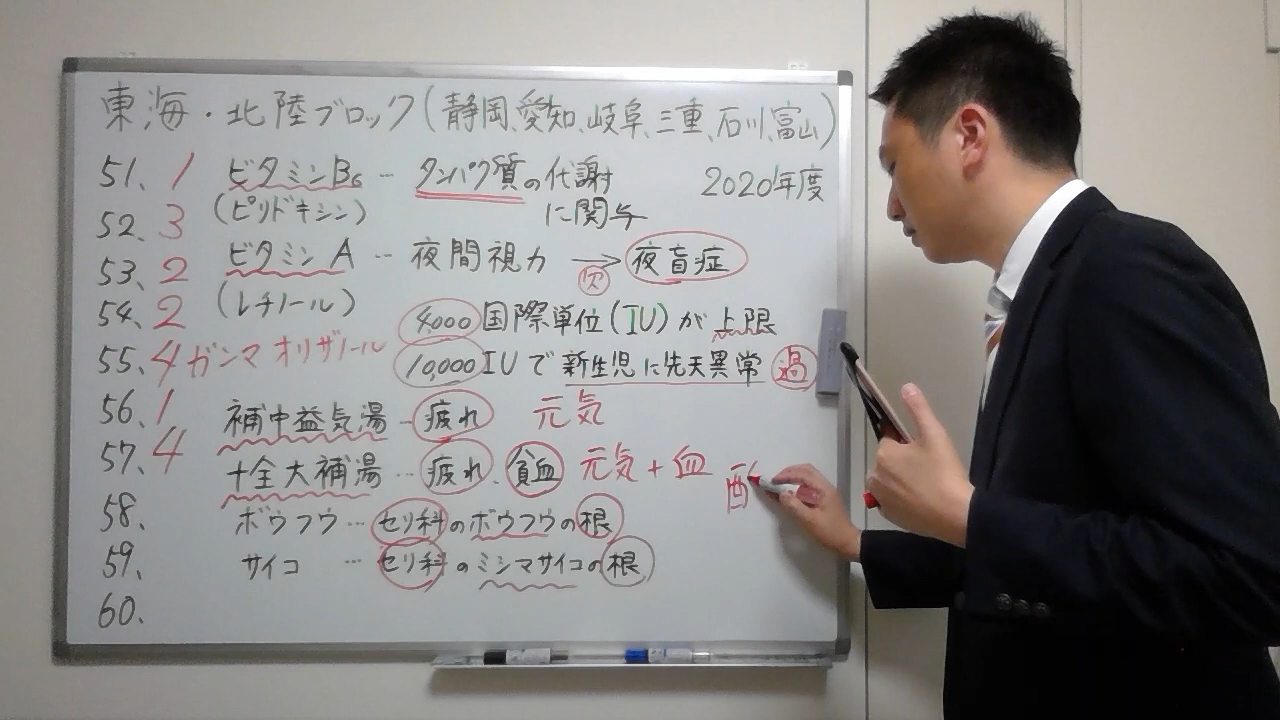 東海・北陸ブロック(静岡、愛知、岐阜、三重、石川、富山)
2020年度
51、1 ビタミンB6 … タンパク質の代謝
に関与
52、3 (ピリドキシン)
53、2 ビタミンA … 夜間視力 → 夜盲症
欠
54、2 (レチノール) 4,000国際単位(IU)が上限
55、4 ガンマオリザノール 10,000IUで新生児に先天異常 過
56、1 補中益気湯 … 疲れ 元気
57、4 十全大補湯 … 疲れ、貧血 元気+血
58、 ボウフウ … セリ科のボウフウの根
59、 サイコ … セリ科のミシマサイコの根
60、